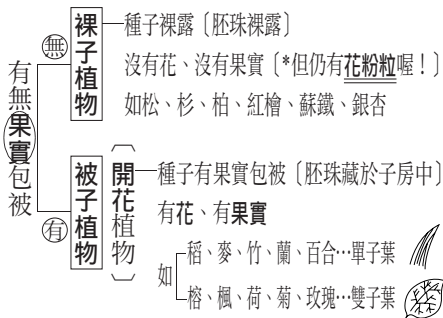 有無果實包被
無
裸子植物
種子裸露〔胚珠裸露〕
沒有花、沒有果實〔*但仍有花粉粒喔！〕
如松、杉、柏、紅檜、蘇鐵、銀杏
有
被子植物
〔開花植物〕
種子有果實包被〔胚珠藏於子房中〕
有花、有果實
如
稻、麥、竹、蘭、百合…單子葉
榕、楓、荷、菊、玫瑰…雙子葉